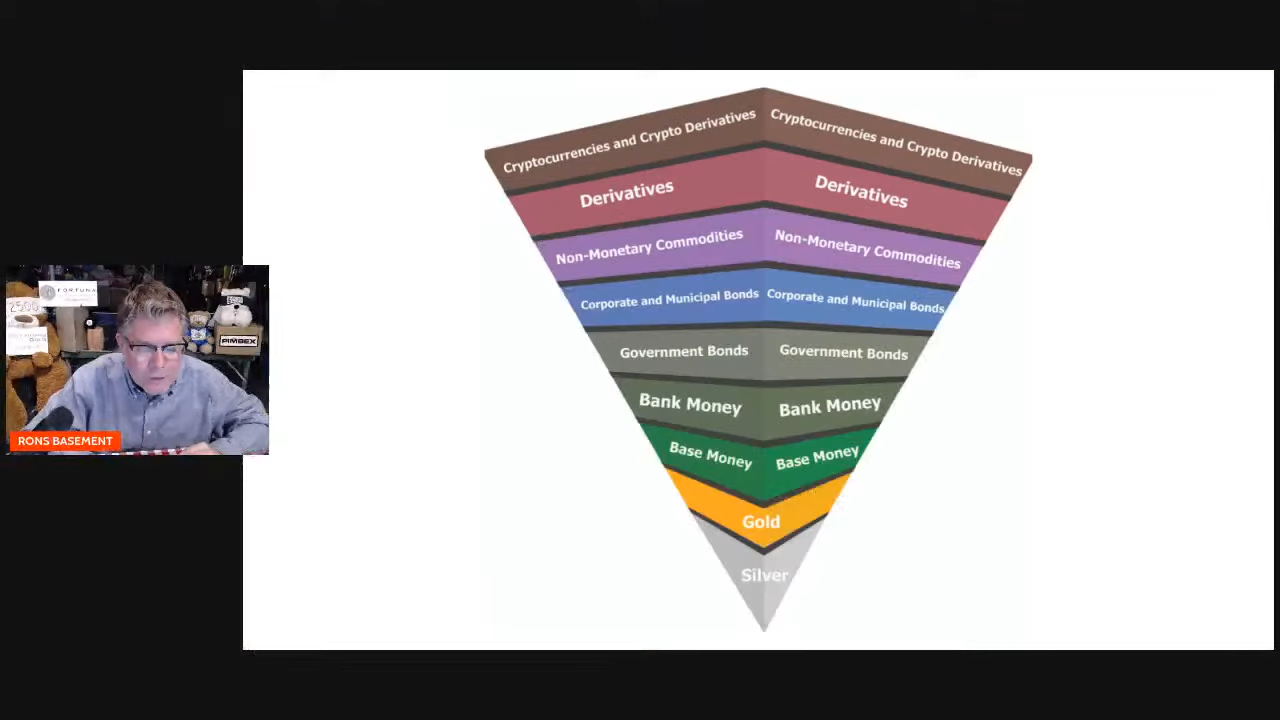 Cryptocurrencies and Crypto Derivatives
Cryptocurrencies and Crypto Derivatives
Derivatives
Derivatives
Non-Monetary Commodities
Non-Monetary Commodities
Corporate and Municipal Bonds
Corporate and Municipal Bonds
Government Bonds
Government Bonds
Bank Money
Bank Money
Base Money
Base Money
Gold
Silver
FORTUNA
2500
PIMBEX
RONS BASEMENT